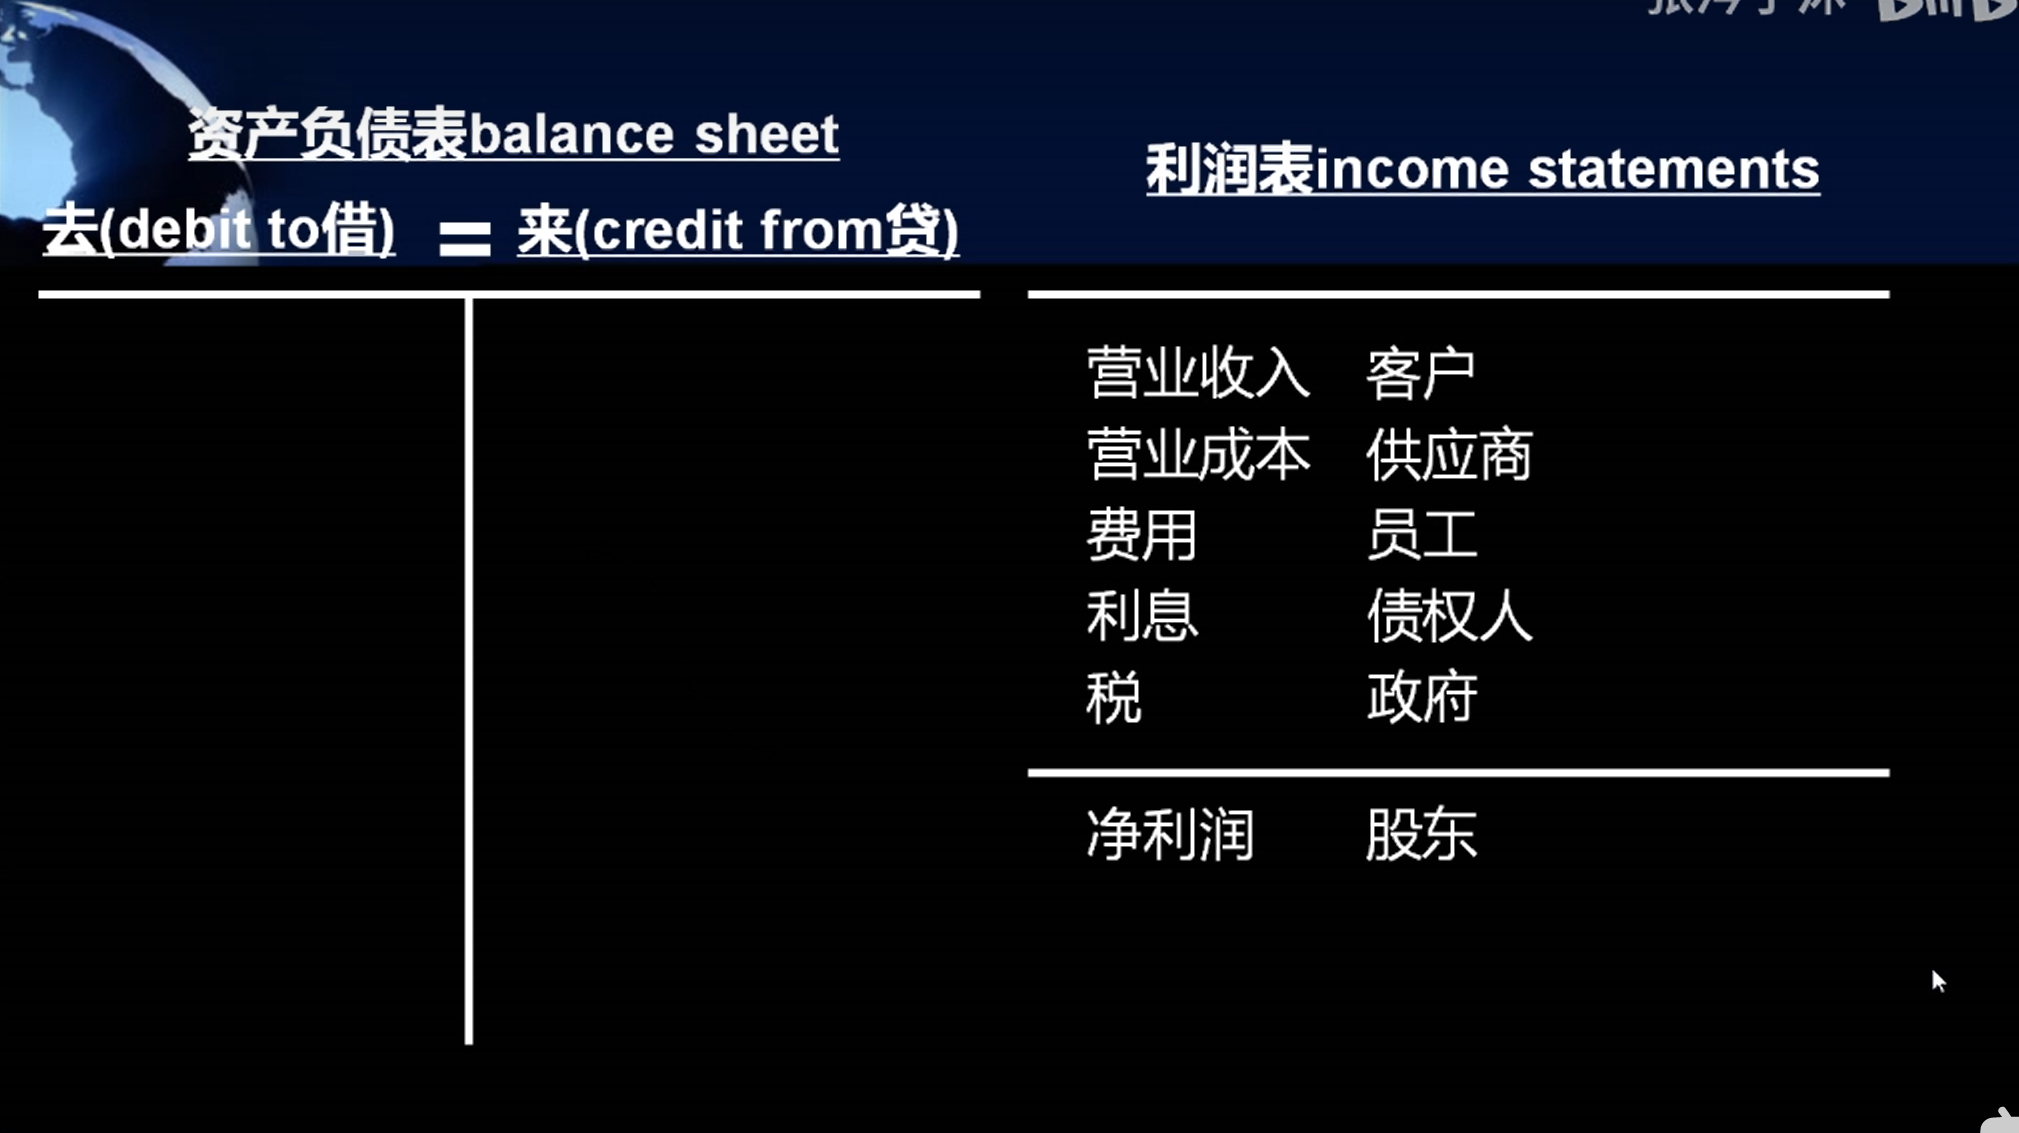 资产负债表balance sheet
去(debit to借) = 来(credit from贷)
利润表income statements
营业收入 客户
营业成本 供应商
费用 员工
利息 债权人
税 政府
净利润 股东